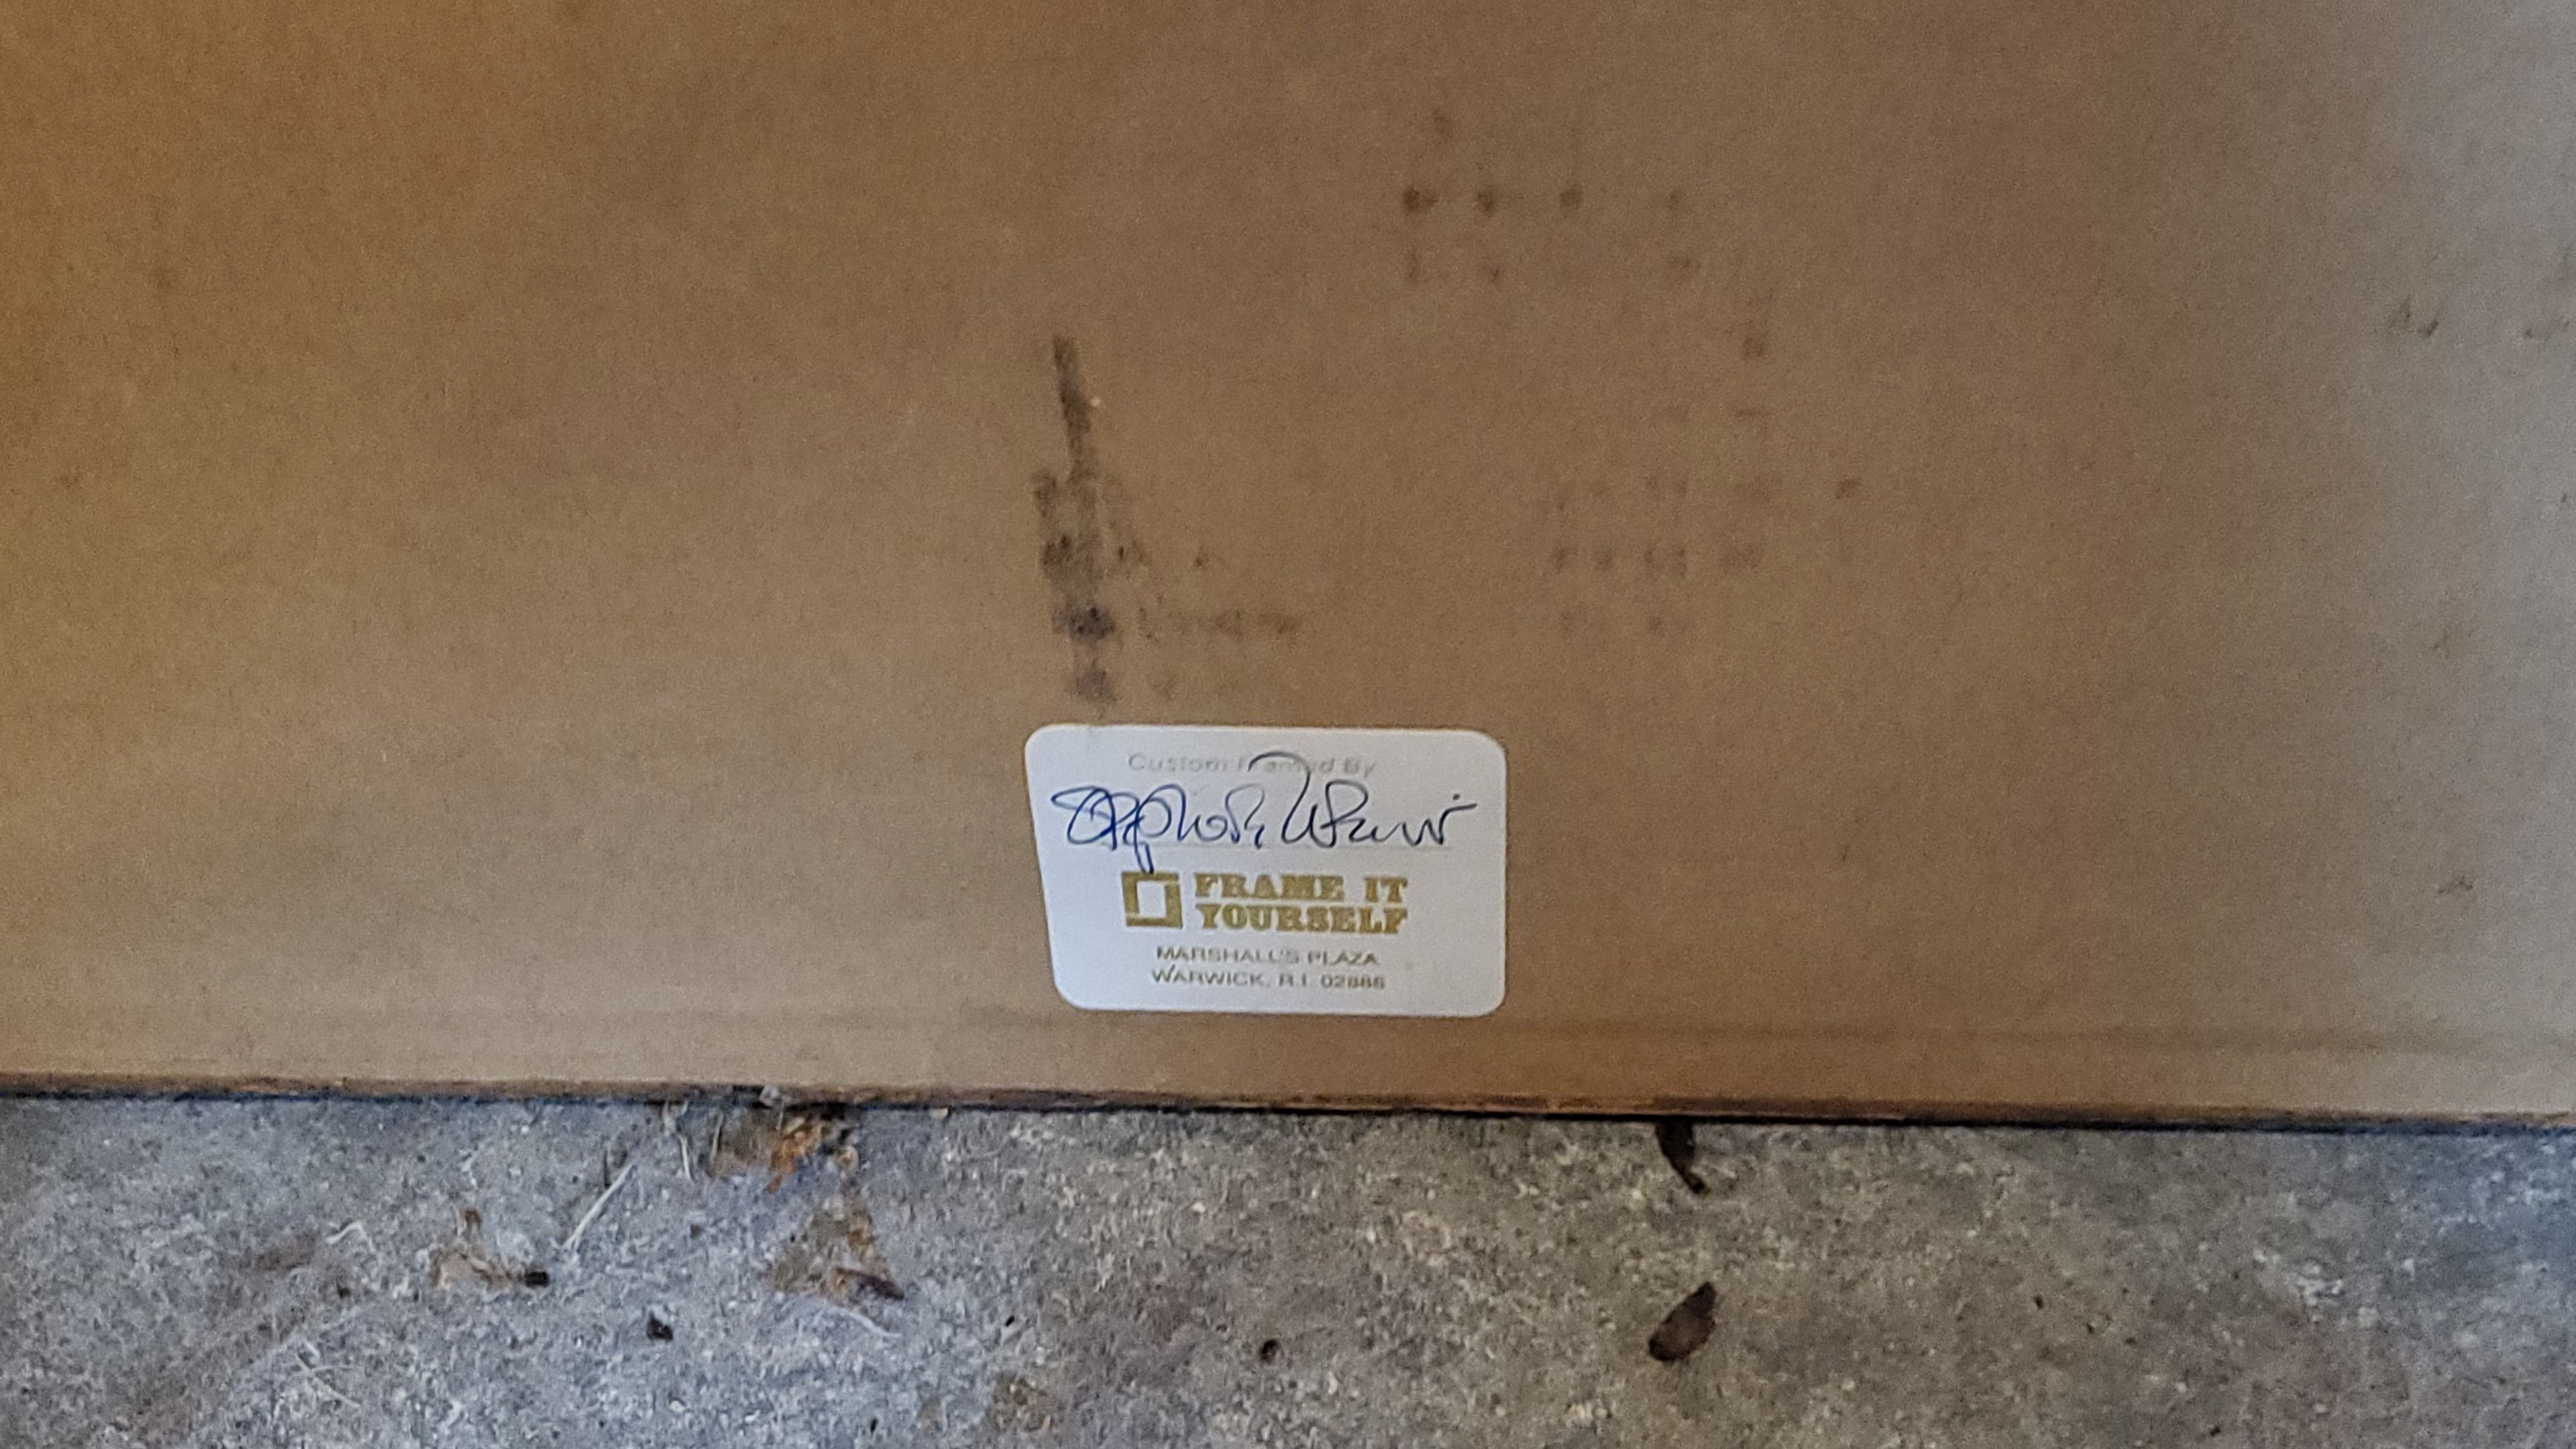 Custom Framed By
FRAME IT
YOURSELF
MARSHALL'S PLAZA
WARWICK, R.I. 02886